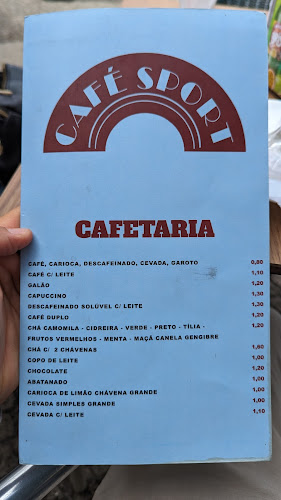 CAFÉ SPORT
CAFETARIA
CAFÉ, CARIOCA, DESCAFEINADO, CEVADA, GAROTO 0,80
CAFÉ C/ LEITE 1,10
GALÃO 1,20
CAPUCCINO 1,30
DESCAFEINADO SOLÚVEL C/ LEITE 1,30
CAFÉ DUPLO 1,20
CHÁ CAMOMILA - CIDREIRA - VERDE - PRETO - TÍLIA - 1,20
FRUTOS VERMELHOS - MENTA - MAÇÃ CANELA GENGIBRE
CHÁ C/ 2 CHÁVENAS 1,60
COPO DE LEITE 1,00
CHOCOLATE 1,20
ABATANADO 1,00
CARIOCA DE LIMÃO CHÁVENA GRANDE 1,00
CEVADA SIMPLES GRANDE 1,00
CEVADA C/ LEITE 1,10